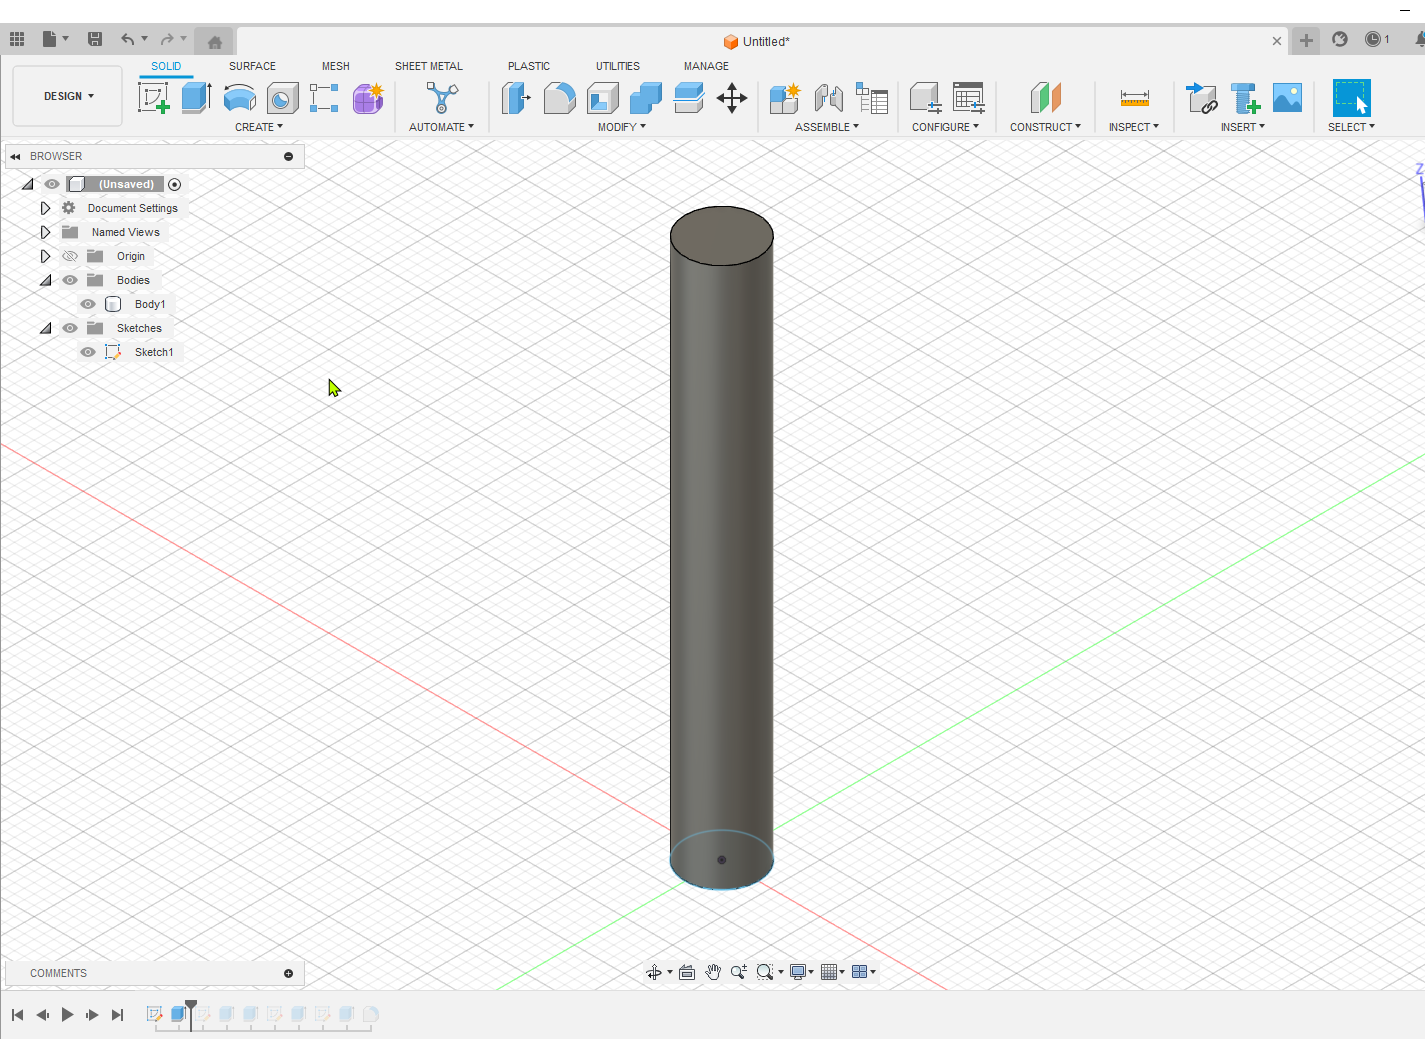 Untitled*
1
SOLID SURFACE MESH SHEET METAL PLASTIC UTILITIES MANAGE
DESIGN
CREATE AUTOMATE MODIFY ASSEMBLE CONFIGURE CONSTRUCT INSPECT INSERT SELECT
BROWSER
Z
(Unsaved)
Document Settings
Named Views
Origin
Bodies
Body1
Sketches
Sketch1
COMMENTS